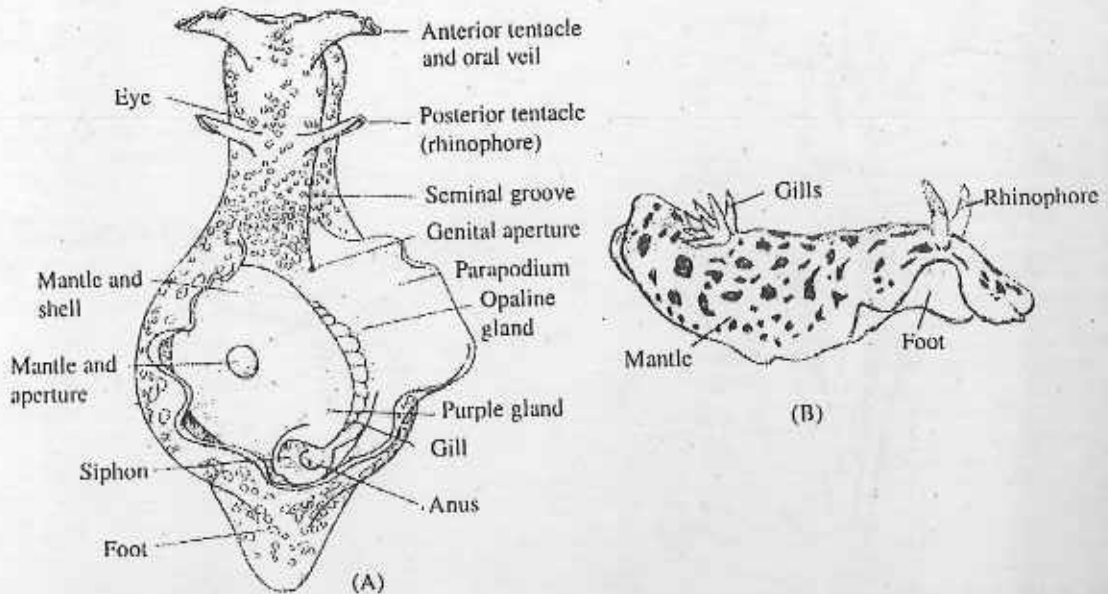 Anterior tentacle
and oral veil
Eye
Posterior tentacle
(rhinophore)
Seminal groove
Genital aperture
Mantle and
shell
Parapodium
Opaline
gland
Mantle and
aperture
Purple gland
Gill
Siphon
Anus
Foot
(A)
Gills
Rhinophore
Mantle
Foot
(B)